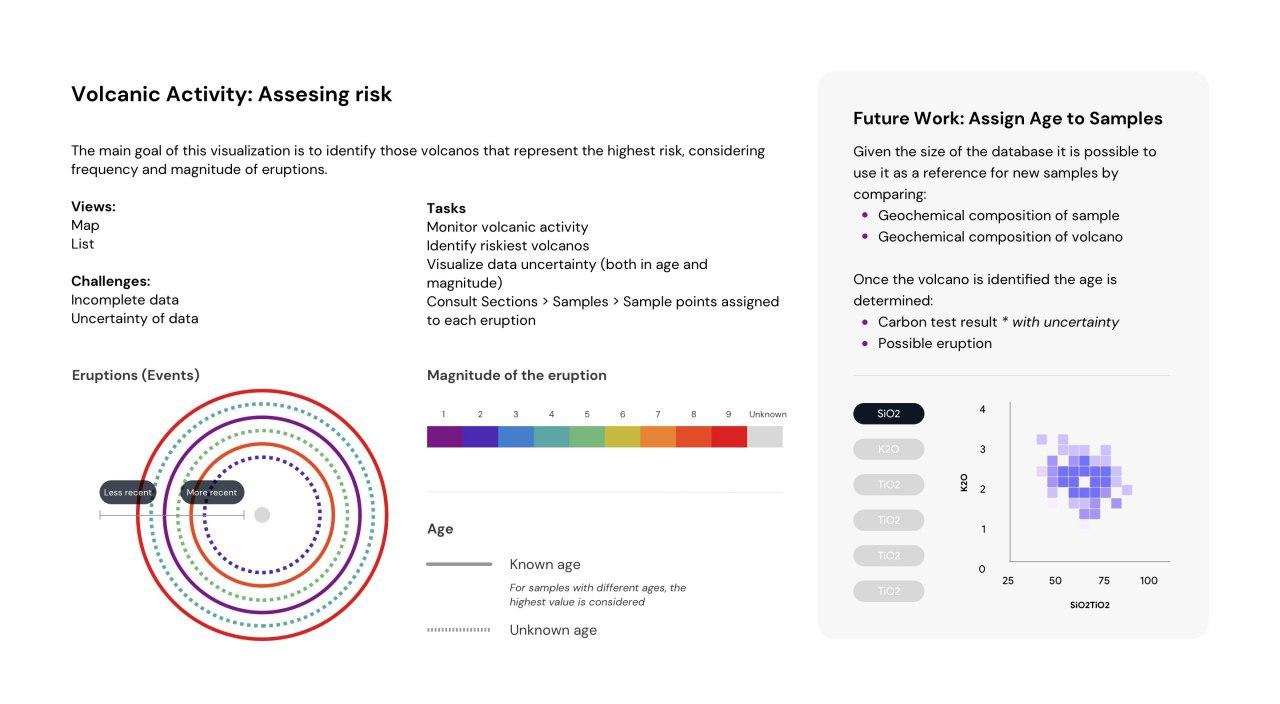 Volcanic Activity: Assesing risk
The main goal of this visualization is to identify those volcanos that represent the highest risk, considering
frequency and magnitude of eruptions.
Views:
Map
List
Challenges:
Incomplete data
Uncertainty of data
Tasks
Monitor volcanic activity
Identify riskiest volcanos
Visualize data uncertainty (both in age and
magnitude)
Consult Sections > Samples > Sample points assigned
to each eruption
Eruptions (Events)
Less recent
More recent
Magnitude of the eruption
1 2 3 4 5 6 7 8 9 Unknown
Age
Known age
For samples with different ages, the
highest value is considered
Unknown age
Future Work: Assign Age to Samples
Given the size of the database it is possible to
use it as a reference for new samples by
comparing:
• Geochemical composition of sample
• Geochemical composition of volcano
Once the volcano is identified the age is
determined:
• Carbon test result * with uncertainty
• Possible eruption
SiO2
K2O
TiO2
TiO2
TiO2
TiO2
4
3
2
1
0
K2O
25 50 75 100
SiO2TiO2